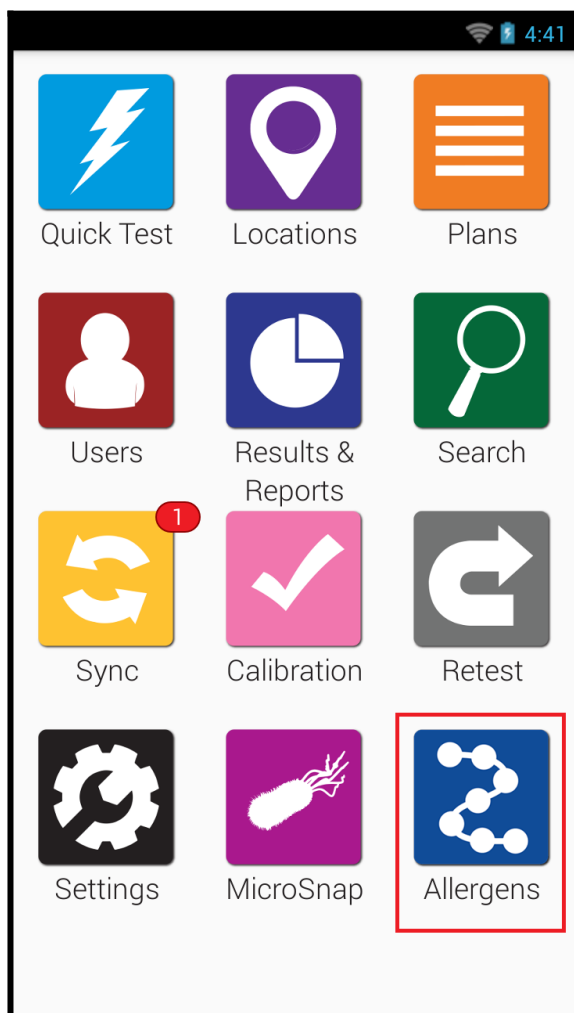 4:41
Quick Test
Locations
Plans
Users
Results &
Reports
Search
1
Sync
Calibration
Retest
Settings
MicroSnap
Allergens